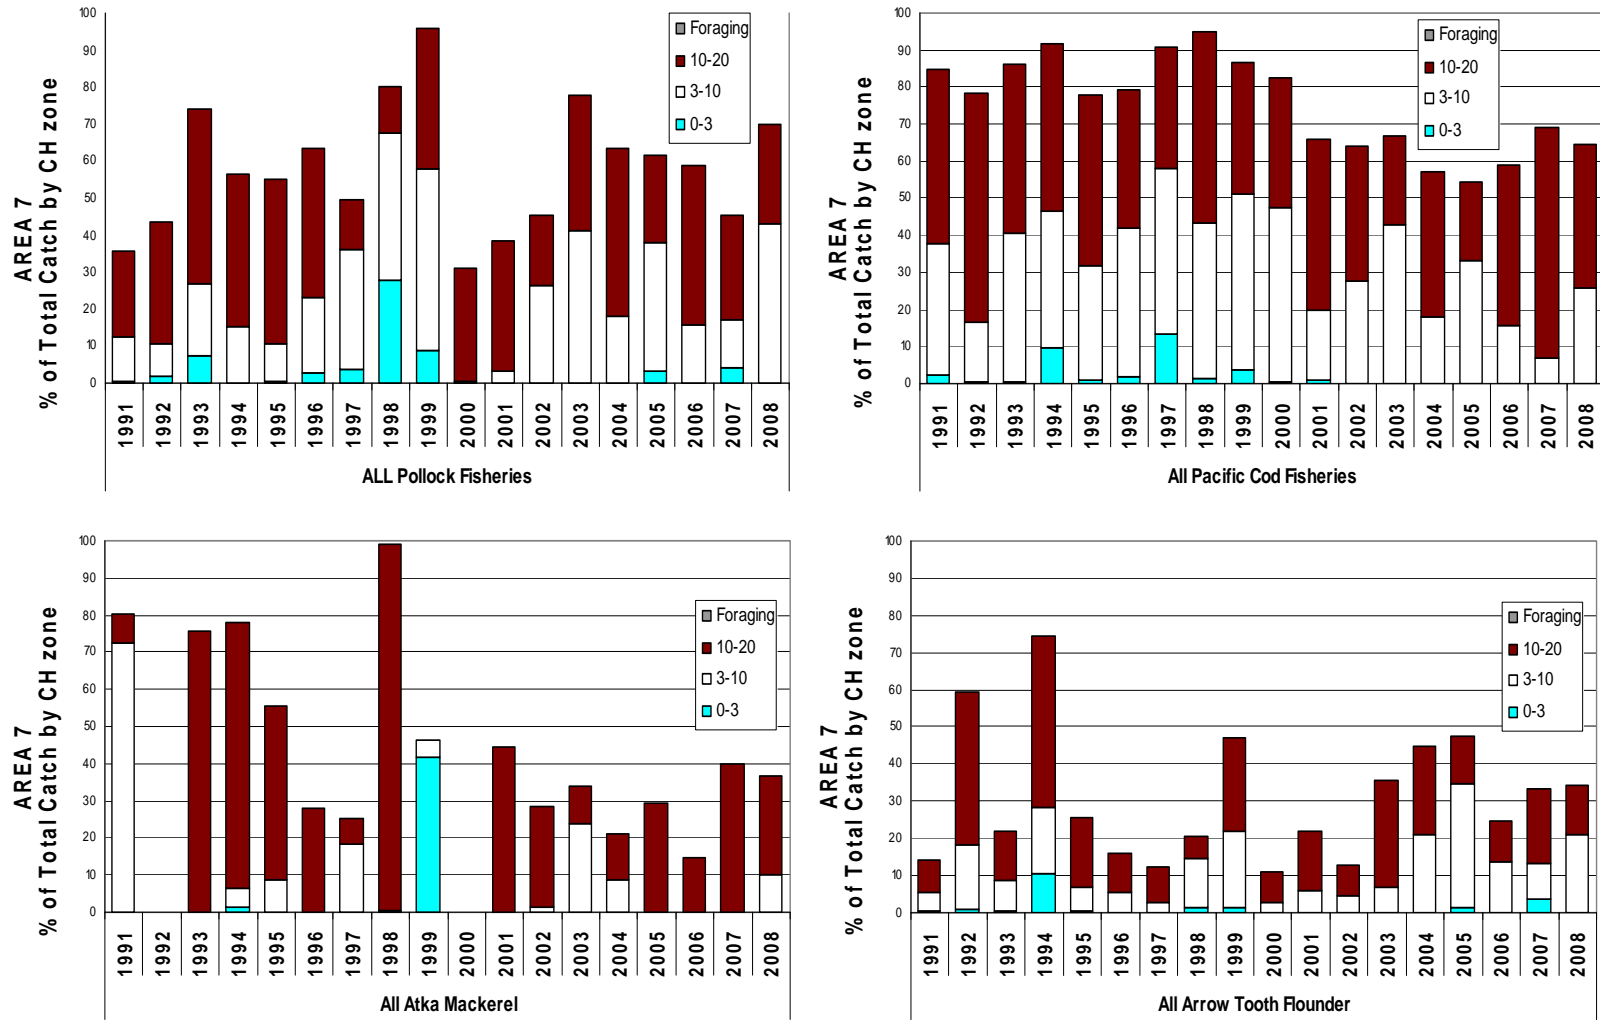 AREA 7
% of Total Catch by CH zone
100
90
80
70
60
50
40
30
20
10
0
Foraging
10-20
3-10
0-3
1991 1992 1993 1994 1995 1996 1997 1998 1999 2000 2001 2002 2003 2004 2005 2006 2007 2008
ALL Pollock Fisheries
AREA 7
% of Total Catch by CH zone
100
90
80
70
60
50
40
30
20
10
0
Foraging
10-20
3-10
0-3
1991 1992 1993 1994 1995 1996 1997 1998 1999 2000 2001 2002 2003 2004 2005 2006 2007 2008
All Pacific Cod Fisheries
AREA 7
% of Total Catch by CH zone
100
90
80
70
60
50
40
30
20
10
0
Foraging
10-20
3-10
0-3
1991 1992 1993 1994 1995 1996 1997 1998 1999 2000 2001 2002 2003 2004 2005 2006 2007 2008
All Atka Mackerel
AREA 7
% of Total Catch by CH zone
100
90
80
70
60
50
40
30
20
10
0
Foraging
10-20
3-10
0-3
1991 1992 1993 1994 1995 1996 1997 1998 1999 2000 2001 2002 2003 2004 2005 2006 2007 2008
All Arrow Tooth Flounder